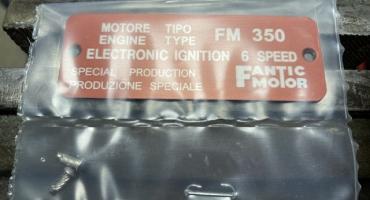 MOTORE TIPO
ENGINE TYPE FM 350
ELECTRONIC IGNITION 6 SPEED
SPECIAL PRODUCTION
PRODUZIONE SPECIALE
FANTIC
MOTOR